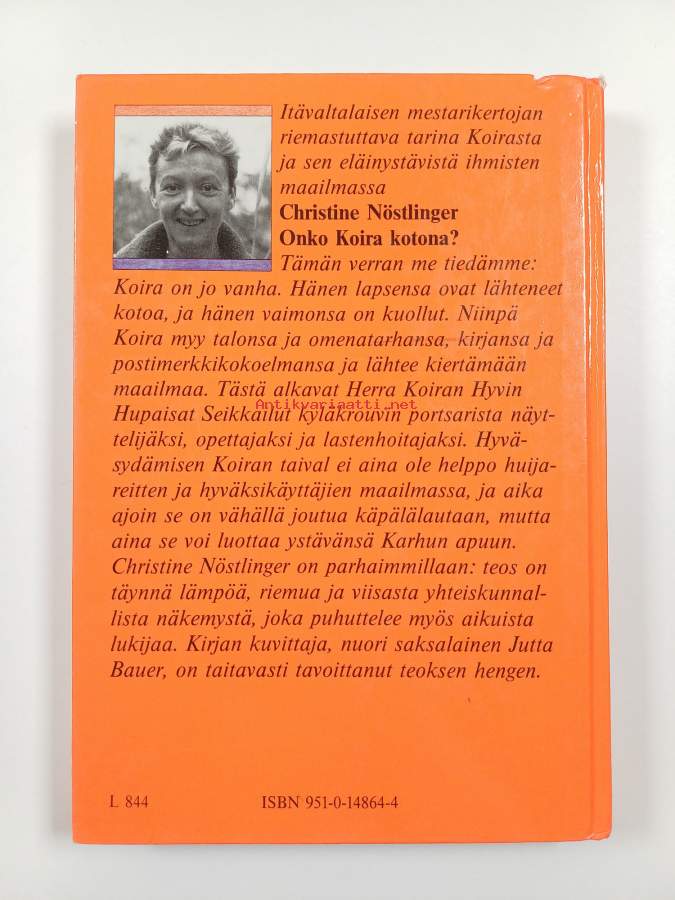 Itävaltalaisen mestarikertojan
riemastuttava tarina Koirasta
ja sen eläinystävistä ihmisten
maailmassa
Christine Nöstlinger
Onko Koira kotona?
Tämän verran me tiedämme:
Koira on jo vanha. Hänen lapsensa ovat lähteneet
kotoa, ja hänen vaimonsa on kuollut. Niinpä
Koira myy talonsa ja omenatarhansa, kirjansa ja
postimerkkikokoelmansa ja lähtee kiertämään
maailmaa. Tästä alkavat Herra Koiran Hyvin
Antikvariaatti.net
Hupaisat Seikkailut kyläkrouvin portsarista näyt-
telijäksi, opettajaksi ja lastenhoitajaksi. Hyvä-
sydämisen Koiran taival ei aina ole helppo huija-
reitten ja hyväksikäyttäjien maailmassa, ja aika
ajoin se on vähällä joutua käpälälautaan, mutta
aina se voi luottaa ystävänsä Karhun apuun.
Christine Nöstlinger on parhaimmillaan: teos on
täynnä lämpöä, riemua ja viisasta yhteiskunnal-
lista näkemystä, joka puhuttelee myös aikuista
lukijaa. Kirjan kuvittaja, nuori saksalainen Jutta
Bauer, on taitavasti tavoittanut teoksen hengen.
L 844 ISBN 951-0-14864-4